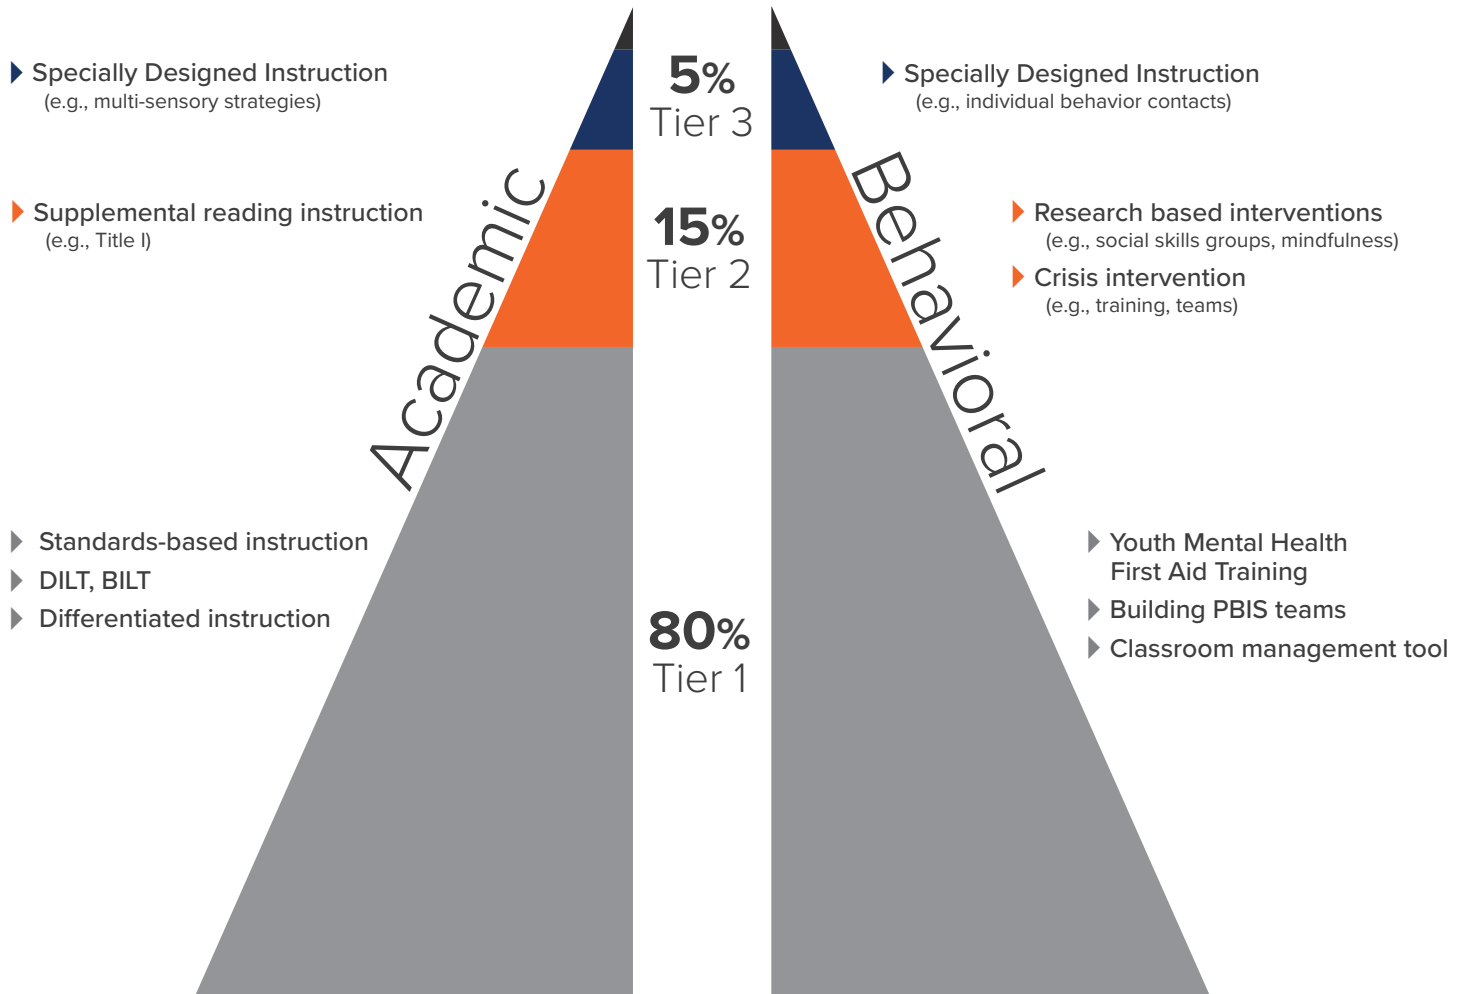 Specially Designed Instruction
(e.g., multi-sensory strategies)
Supplemental reading instruction
(e.g., Title I)
Academic
Standards-based instruction
DILT, BILT
Differentiated instruction
5%
Tier 3
15%
Tier 2
80%
Tier 1
Specially Designed Instruction
(e.g., individual behavior contacts)
Behavioral
Research based interventions
(e.g., social skills groups, mindfulness)
Crisis intervention
(e.g., training, teams)
Youth Mental Health
First Aid Training
Building PBIS teams
Classroom management tool